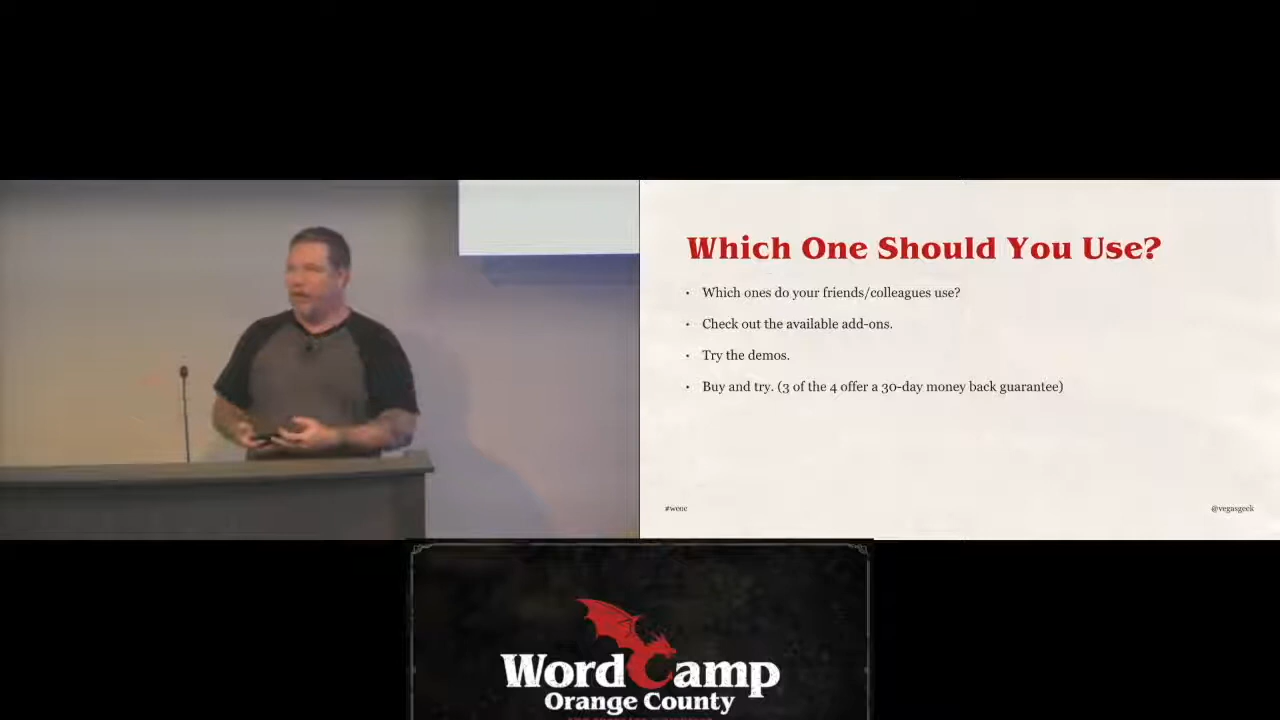 Which One Should You Use?
• Which ones do your friends/colleagues use?
• Check out the available add-ons.
• Try the demos.
• Buy and try. (3 of the 4 offer a 30-day money back guarantee)
#wcoc @vegasgeek
WordCamp
Orange County